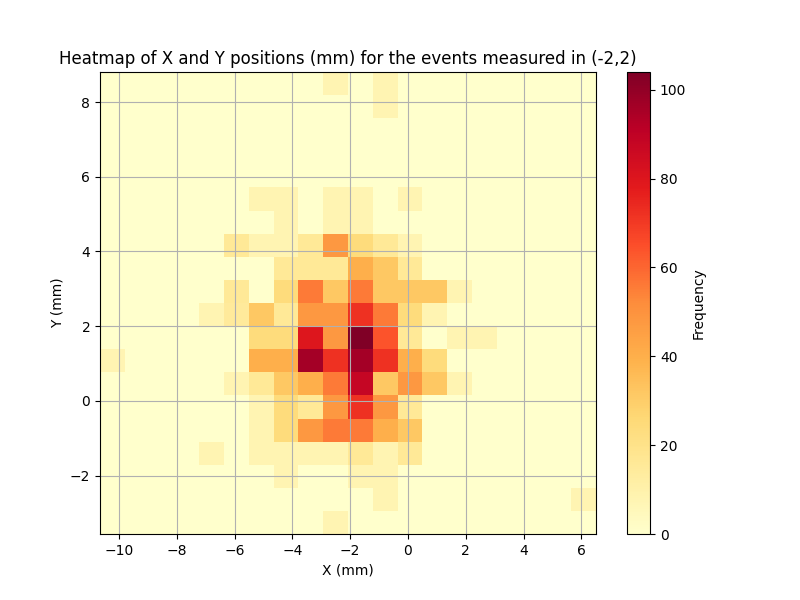 Heatmap of X and Y positions (mm) for the events measured in (-2,2)
8
6
4
2
0
−2
Y (mm)
−10 −8 −6 −4 −2 0 2 4 6
X (mm)
100
80
60
40
20
0
Frequency